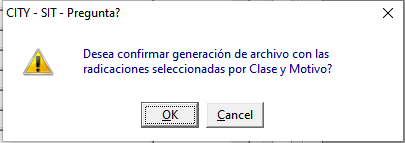 CITY - SIT - Pregunta?
Desea confirmar generación de archivo con las
radicaciones seleccionadas por Clase y Motivo?
OK
Cancel